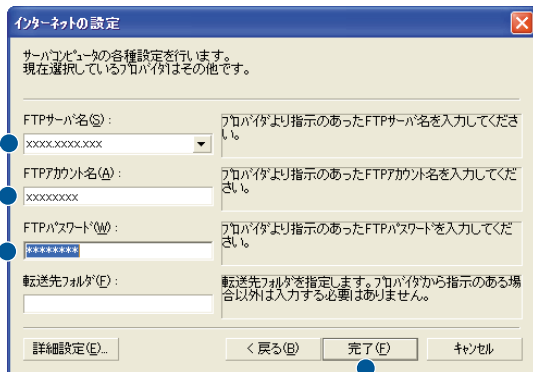 インターネットの設定
サーバコンピュータの各種設定を行います。
現在選択しているプロバイダはその他です。
FTPサーバ名(S):
プロバイダより指示のあったFTPサーバ名を入力してくださ
い。
xxxx.xxxx.xxx
FTPアカウント名(A):
プロバイダより指示のあったFTPアカウント名を入力してくだ
さい。
xxxxxxxx
FTPパスワード(W):
プロバイダより指示のあったFTPパスワードを入力してくだ
さい。
********
転送先フォルダ(F):
転送先フォルダを指定します。プロバイダから指示のある場
合以外は入力する必要はありません。
詳細設定(E)...
< 戻る(B)
完了(F)
キャンセル